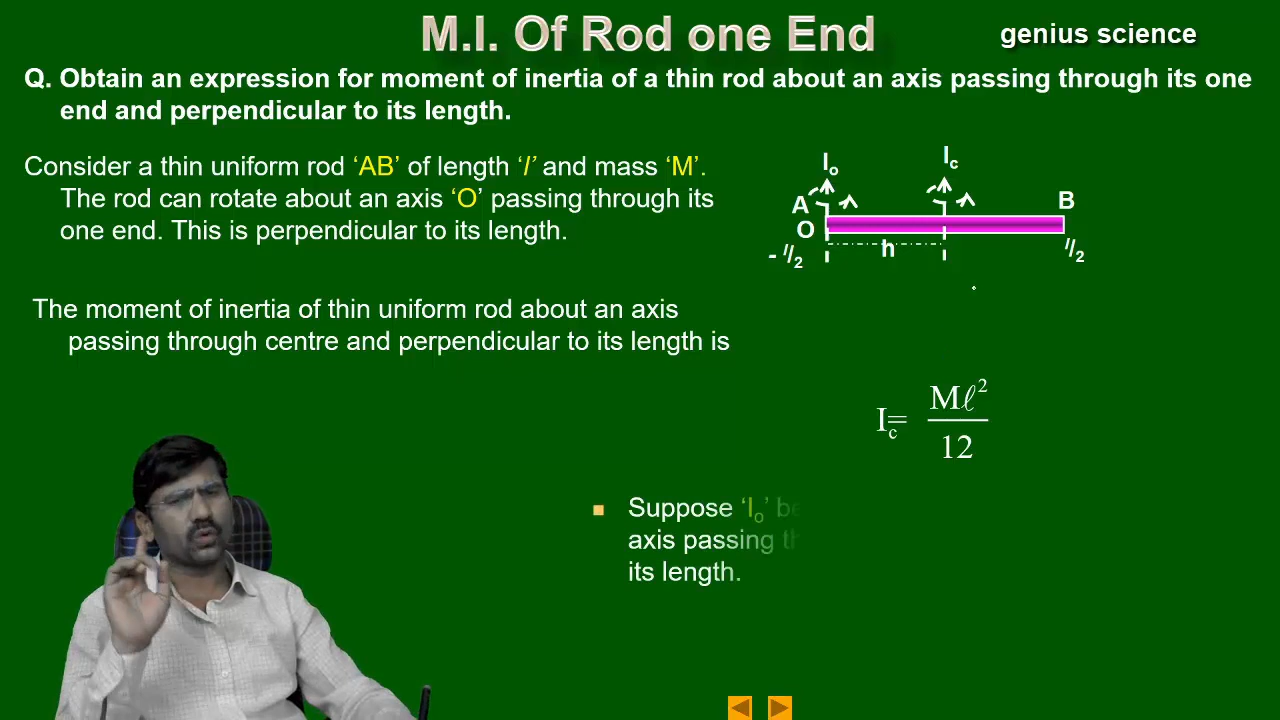 M.I. Of Rod one End
genius science
Q. Obtain an expression for moment of inertia of a thin rod about an axis passing through its one
end and perpendicular to its length.
Consider a thin uniform rod ‘AB’ of length ‘l’ and mass ‘M’.
The rod can rotate about an axis ‘O’ passing through its
one end. This is perpendicular to its length.
Io
Ic
A
B
O
- l/2
h
l/2
The moment of inertia of thin uniform rod about an axis
passing through centre and perpendicular to its length is
Ic = Mℓ²
12
Suppose ‘Io’ be
axis passing th
its length.